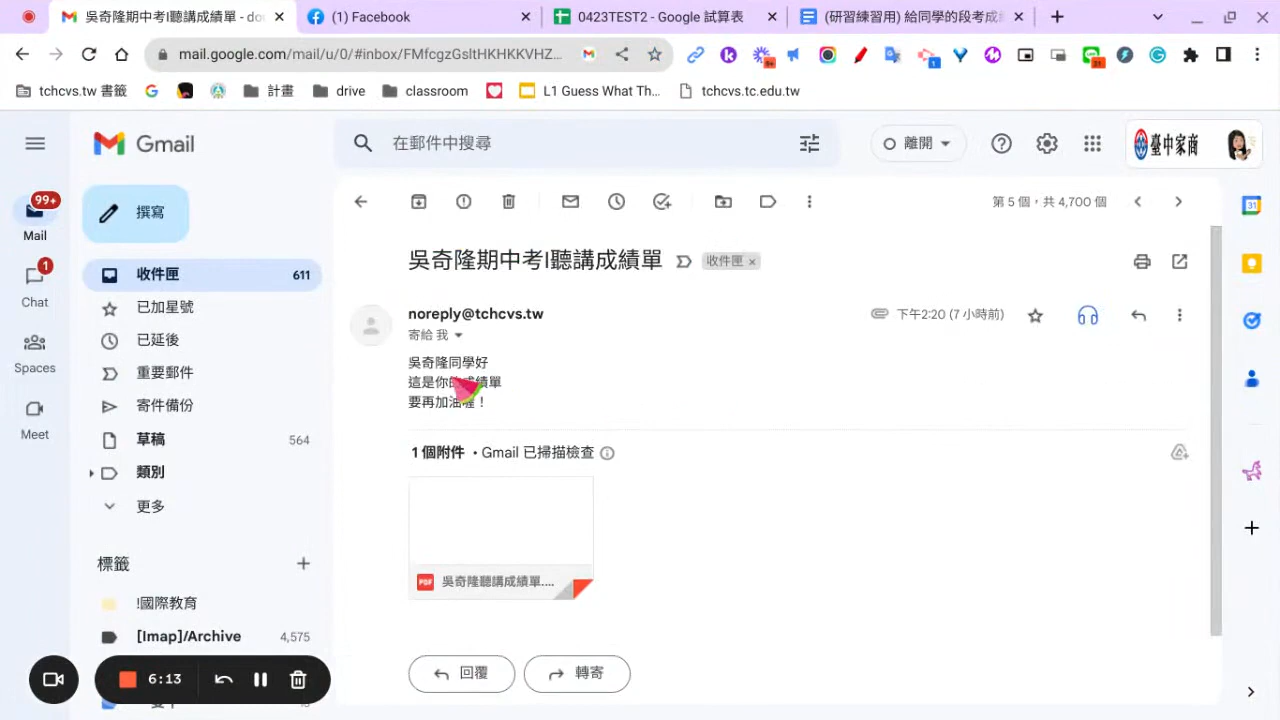 吳奇隆期中考I聽講成績單 - do
(1) Facebook
0423TEST2 - Google 試算表
(研習練習用) 給同學的段考成
mail.google.com/mail/u/0/#inbox/FMfcgzGsltHKHKKVHZ...
tchcvs.tw 書籤
計畫
drive
classroom
L1 Guess What Th...
tchcvs.tc.edu.tw
Gmail
在郵件中搜尋
離開
臺中家商
99+
Mail
1
Chat
Spaces
Meet
撰寫
收件匣 611
已加星號
已延後
重要郵件
寄件備份
草稿 564
類別
更多
標籤
!國際教育
[Imap]/Archive 4,575
第 5 個,共 4,700 個
吳奇隆期中考I聽講成績單
收件匣 ×
noreply@tchcvs.tw
下午2:20 (7 小時前)
寄給 我
吳奇隆同學好
這是你的成績單
要再加油喔!
1 個附件 • Gmail 已掃描檢查
PDF 吳奇隆聽講成績單....
回覆
轉寄
6:13
31